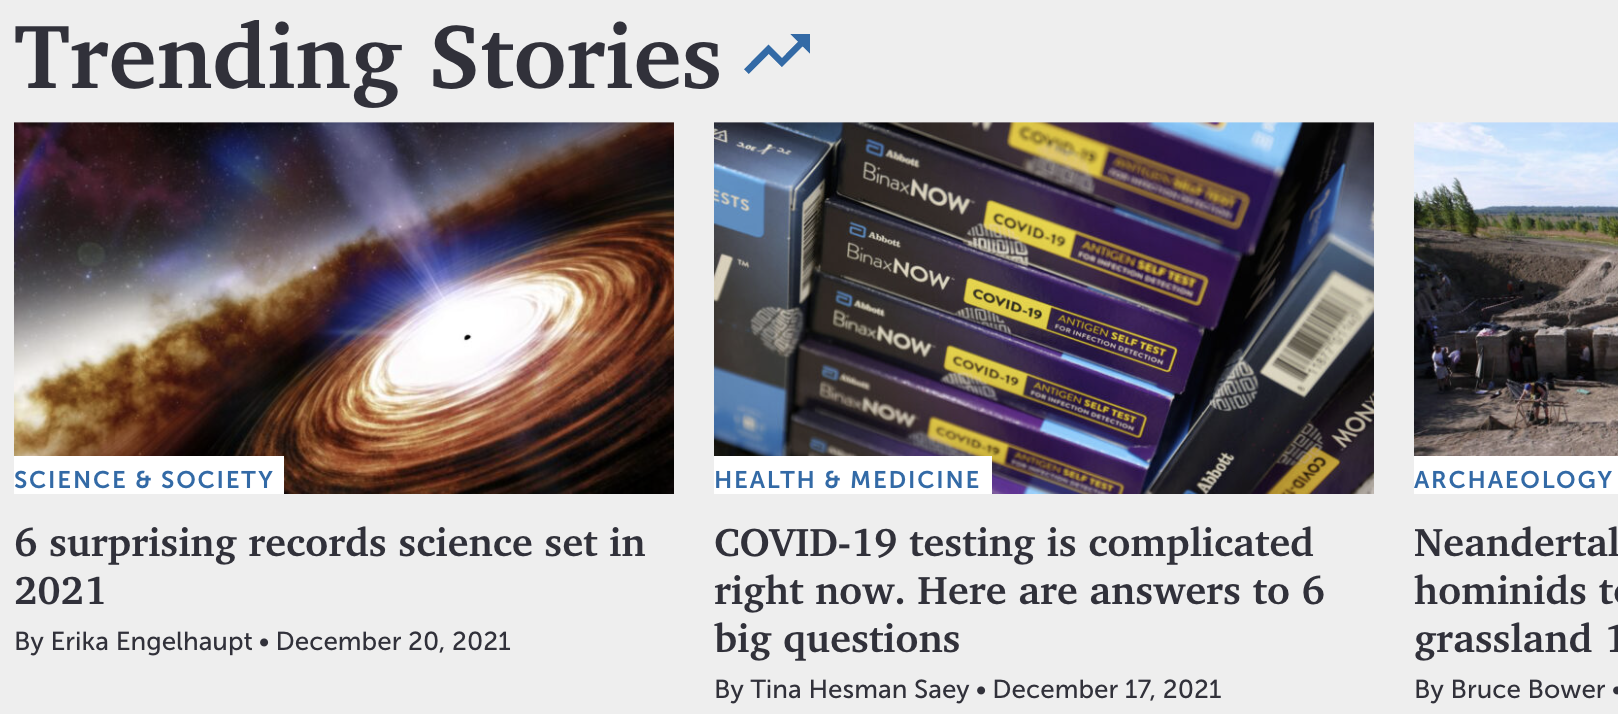 Trending Stories
SCIENCE & SOCIETY
6 surprising records science set in
2021
By Erika Engelhaupt • December 20, 2021
ESTS
™
Abbott
BinaxNOW
COVID-19
ANTIGEN SELF TEST
FOR INFECTION DETECTION
Abbott
BinaxNOW
COVID-19
ANTIGEN SELF TEST
FOR INFECTION DETECTION
Abbott
BinaxNOW
COVID-19
ANTIGEN SELF TEST
FOR INFECTION DETECTION
Abbott
BinaxNOW
COVID-19
ANTIGEN SELF TEST
FOR INFECTION DETECTION
COVID-19
ANTIGEN SELF TEST
Abbott
NOW
HEALTH & MEDICINE
COVID-19 testing is complicated
right now. Here are answers to 6
big questions
By Tina Hesman Saey • December 17, 2021
ARCHAEOLOGY
Neandertal
hominids
grassland
By Bruce Bower •